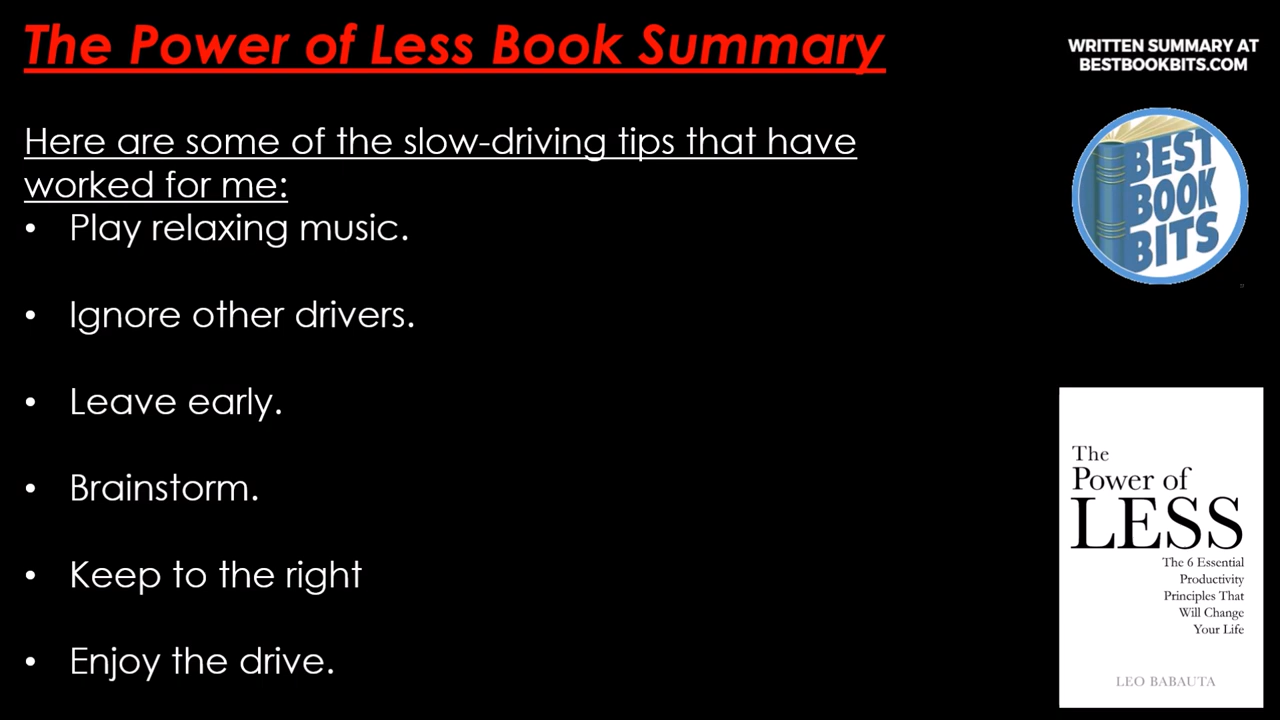 The Power of Less Book Summary
WRITTEN SUMMARY AT
BESTBOOKBITS.COM
Here are some of the slow-driving tips that have
worked for me:
• Play relaxing music.
• Ignore other drivers.
• Leave early.
• Brainstorm.
• Keep to the right
• Enjoy the drive.
BEST
BOOK
BITS
The
Power of
LESS
The 6 Essential
Productivity
Principles That
Will Change
Your Life
LEO BABAUTA